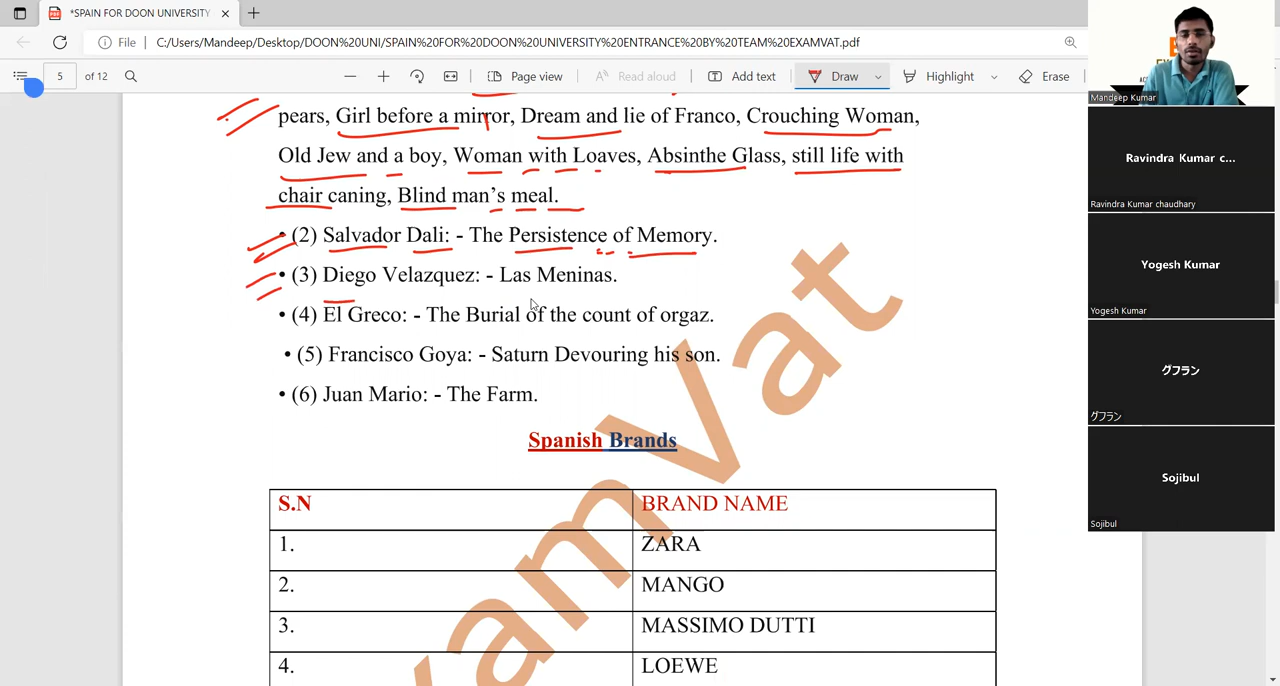 *SPAIN FOR DOON UNIVERSITY
File C:/Users/Mandeep/Desktop/DOON%20UNI/SPAIN%20FOR%20DOON%20UNIVERSITY%20ENTRANCE%20BY%20TEAM%20EXAMVAT.pdf
5 of 12 Page view Read aloud Add text Draw Highlight Erase
pears, Girl before a mirror, Dream and lie of Franco, Crouching Woman,
Old Jew and a boy, Woman with Loaves, Absinthe Glass, still life with
chair caning, Blind man's meal.
• (2) Salvador Dali: - The Persistence of Memory.
• (3) Diego Velazquez: - Las Meninas.
• (4) El Greco: - The Burial of the count of orgaz.
• (5) Francisco Goya: - Saturn Devouring his son.
• (6) Juan Mario: - The Farm.
Spanish Brands
S.N BRAND NAME
1. ZARA
2. MANGO
3. MASSIMO DUTTI
4. LOEWE
ExamVat
Mandeep Kumar
Ravindra Kumar c...
Ravindra Kumar chaudhary
Yogesh Kumar
Yogesh Kumar
グフラン
グフラン
Sojibul
Sojibul